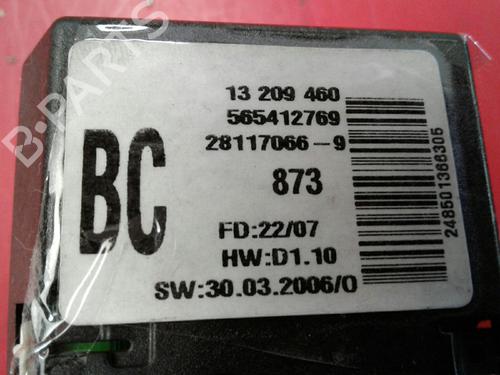 B-PARTS
13 209 460
565412769
28117066-9
BC
873
FD:22/07
HW:D1.10
SW:30.03.2006/0
248501366305